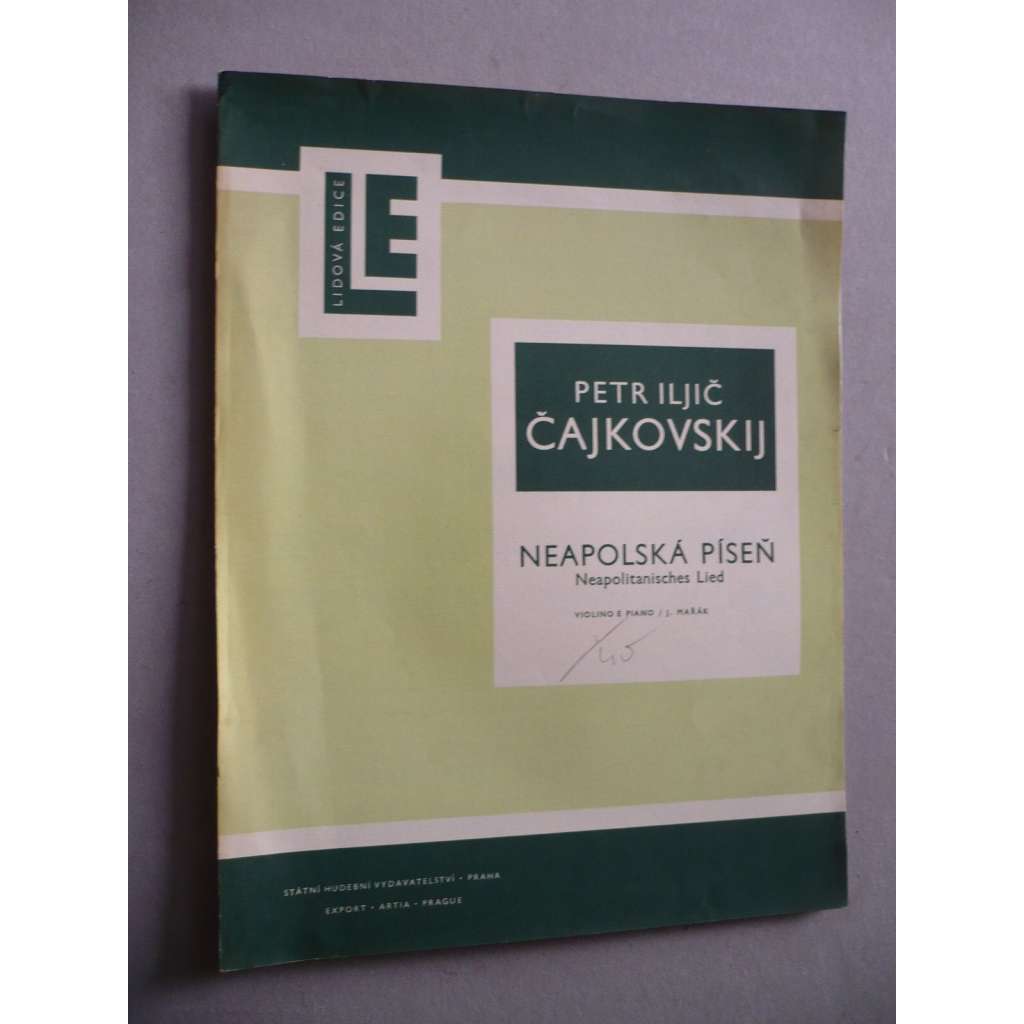 LIDOVÁ EDICE
LE
PETR ILJIČ
ČAJKOVSKIJ
NEAPOLSKÁ PÍSEŇ
Neapolitanisches Lied
VIOLINO E PIANO / J. MAŘÁK
STÁTNÍ HUDEBNÍ VYDAVATELSTVÍ • PRAHA
EXPORT • ARTIA • PRAGUE